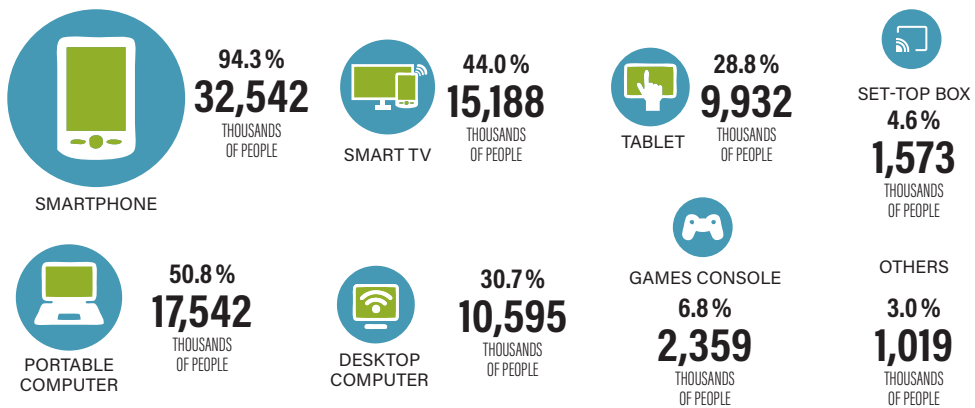 94.3 %
32,542
THOUSANDS
OF PEOPLE
SMARTPHONE
44.0 %
15,188
THOUSANDS
OF PEOPLE
SMART TV
28.8 %
9,932
THOUSANDS
OF PEOPLE
TABLET
SET-TOP BOX
4.6 %
1,573
THOUSANDS
OF PEOPLE
50.8 %
17,542
THOUSANDS
OF PEOPLE
PORTABLE
COMPUTER
30.7 %
10,595
THOUSANDS
OF PEOPLE
DESKTOP
COMPUTER
GAMES CONSOLE
6.8 %
2,359
THOUSANDS
OF PEOPLE
OTHERS
3.0 %
1,019
THOUSANDS
OF PEOPLE